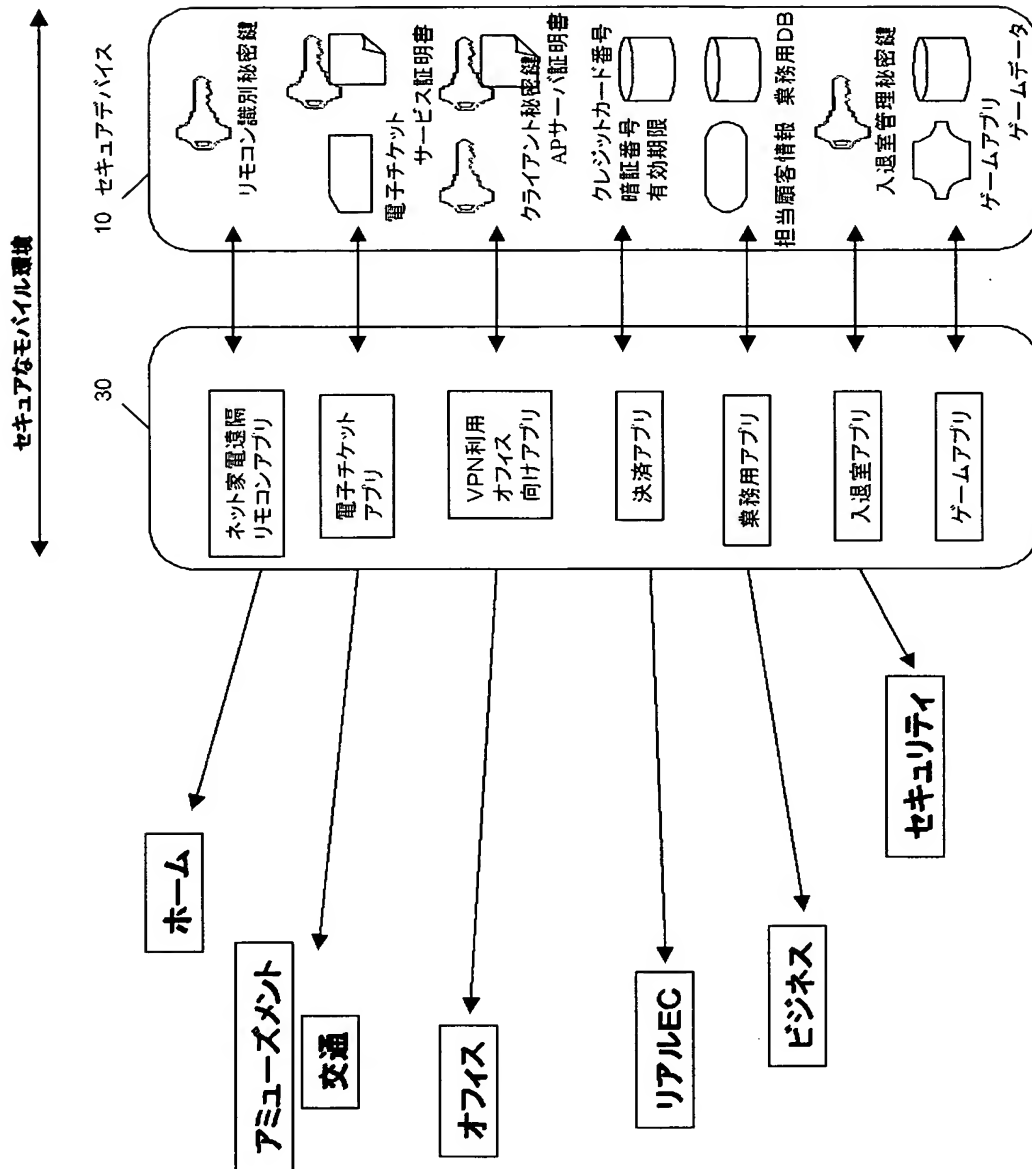 セキュアなモバイル環境
10 セキュアデバイス
30
リモコン識別秘密鍵
電子チケット
サービス証明書
クライアント秘密鍵
APサーバ証明書
クレジットカード番号
暗証番号
有効期限
担当顧客情報 業務用DB
入退室管理秘密鍵
ゲームアプリ
ゲームデータ
ネット家電遠隔
リモコンアプリ
電子チケット
アプリ
VPN利用
オフィス
向けアプリ
決済アプリ
業務用アプリ
入退室アプリ
ゲームアプリ
ホーム
アミューズメント
交通
オフィス
リアルEC
ビジネス
セキュリティ